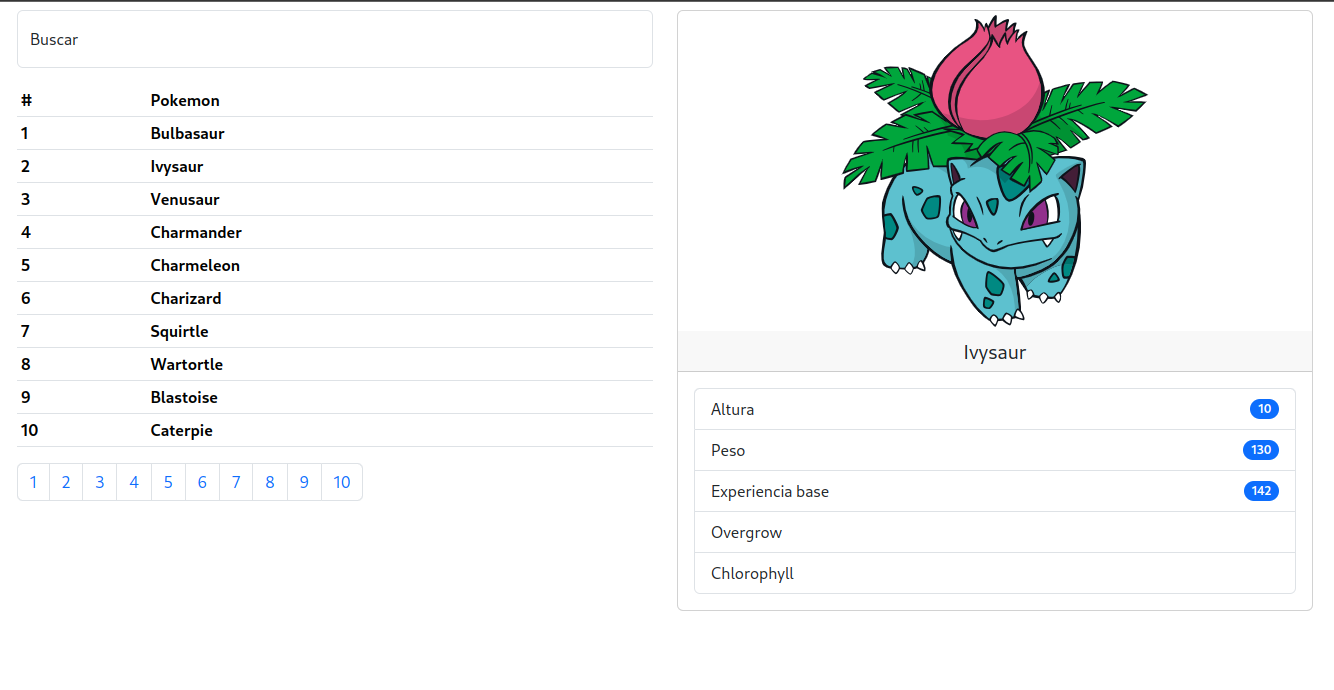 Buscar
# Pokemon
1 Bulbasaur
2 Ivysaur
3 Venusaur
4 Charmander
5 Charmeleon
6 Charizard
7 Squirtle
8 Wartortle
9 Blastoise
10 Caterpie
1 2 3 4 5 6 7 8 9 10
Ivysaur
Altura 10
Peso 130
Experiencia base 142
Overgrow
Chlorophyll